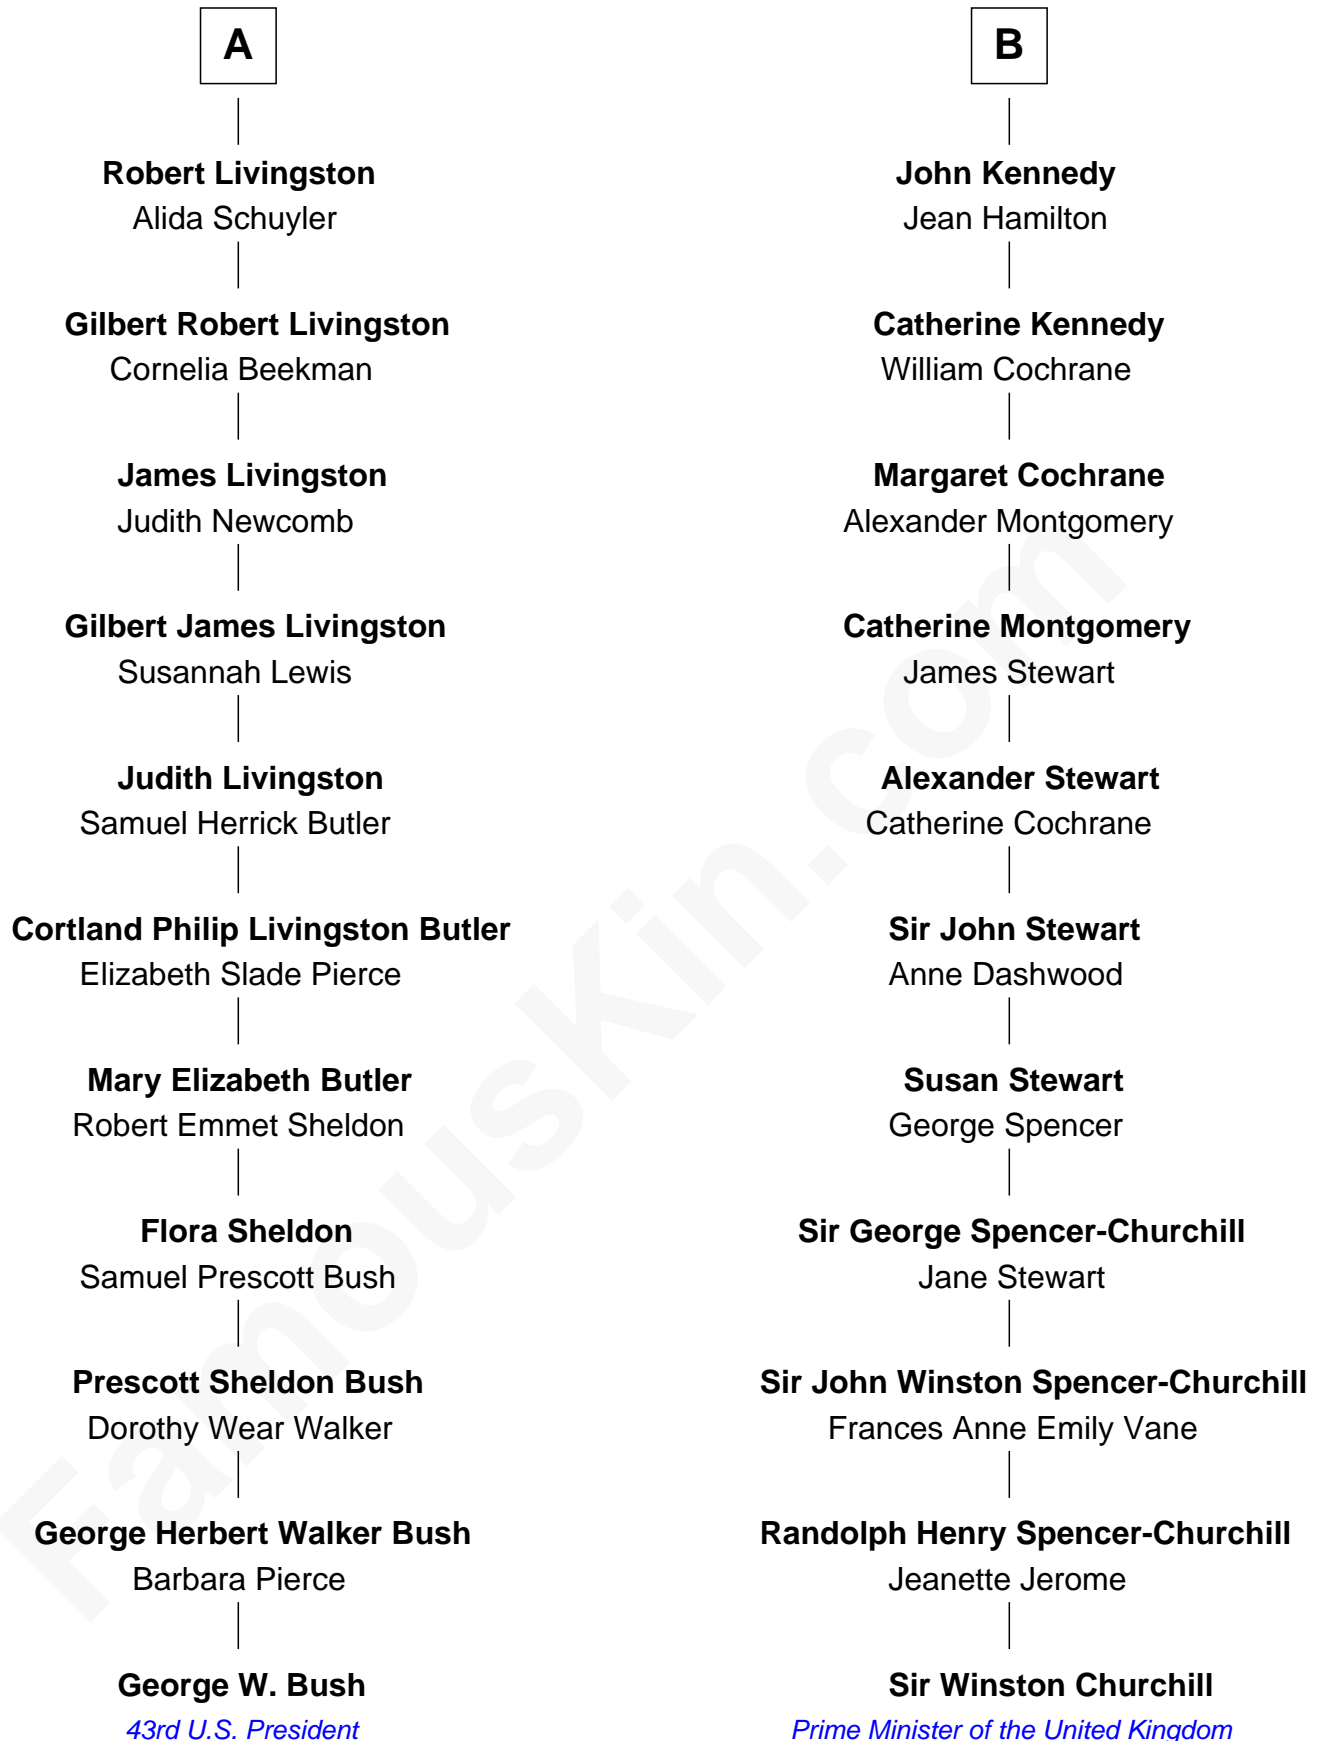 A
Robert Livingston
Alida Schuyler
Gilbert Robert Livingston
Cornelia Beekman
James Livingston
Judith Newcomb
Gilbert James Livingston
Susannah Lewis
Judith Livingston
Samuel Herrick Butler
Cortland Philip Livingston Butler
Elizabeth Slade Pierce
Mary Elizabeth Butler
Robert Emmet Sheldon
Flora Sheldon
Samuel Prescott Bush
Prescott Sheldon Bush
Dorothy Wear Walker
George Herbert Walker Bush
Barbara Pierce
George W. Bush
43rd U.S. President
B
John Kennedy
Jean Hamilton
Catherine Kennedy
William Cochrane
Margaret Cochrane
Alexander Montgomery
Catherine Montgomery
James Stewart
Alexander Stewart
Catherine Cochrane
Sir John Stewart
Anne Dashwood
Susan Stewart
George Spencer
Sir George Spencer-Churchill
Jane Stewart
Sir John Winston Spencer-Churchill
Frances Anne Emily Vane
Randolph Henry Spencer-Churchill
Jeanette Jerome
Sir Winston Churchill
Prime Minister of the United Kingdom
FamousKin.com